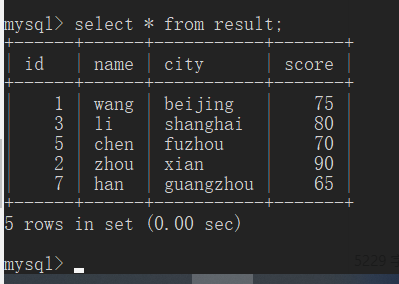 mysql> select * from result;
+------+------+-----------+-------+
| id | name | city | score |
+------+------+-----------+-------+
| 1 | wang | beijing | 75 |
| 3 | li | shanghai | 80 |
| 5 | chen | fuzhou | 70 |
| 2 | zhou | xian | 90 |
| 7 | han | guangzhou | 65 |
+------+------+-----------+-------+
5 rows in set (0.00 sec)
mysql>